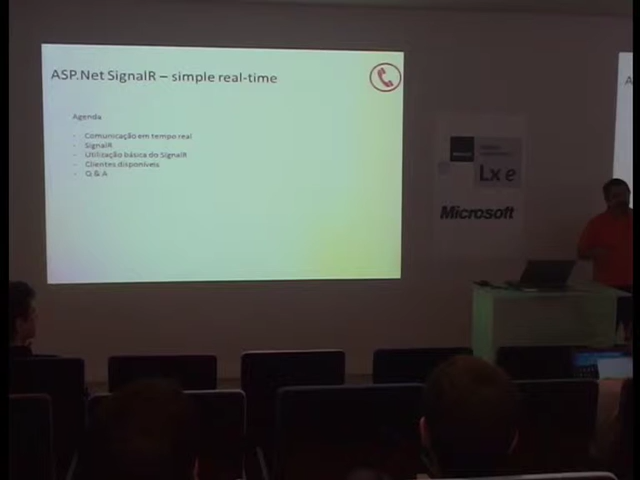 ASP.Net SignalR – simple real-time
Agenda
- Comunicação em tempo real
- SignalR
- Utilização básica do SignalR
- Clientes disponíveis
- Q & A
Lx e
Microsoft